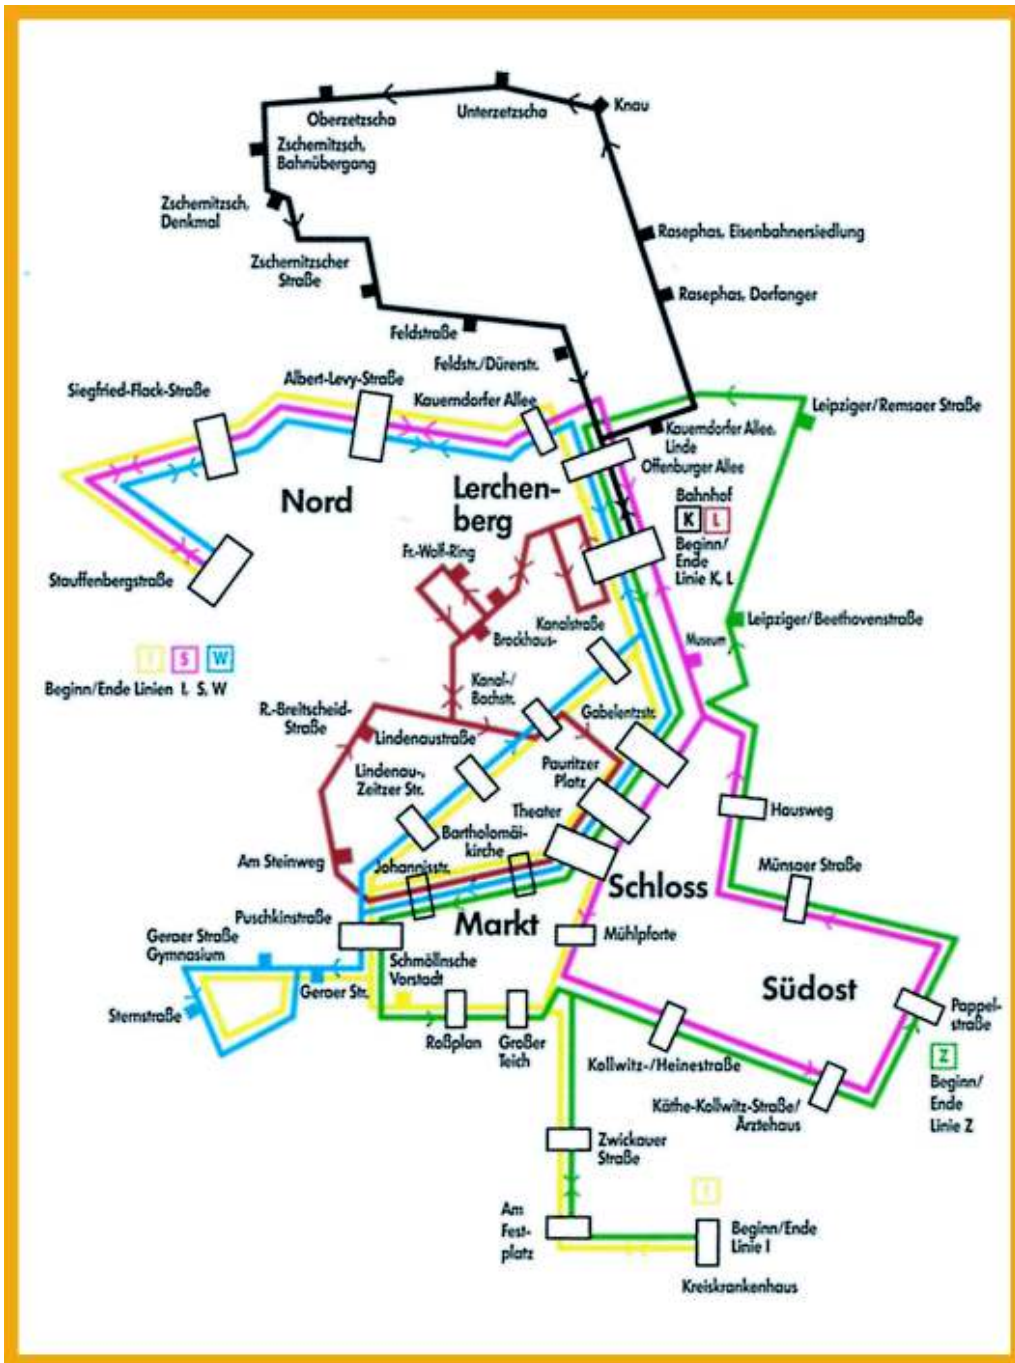 Knau
Unterzetzscha
Oberzetzscha
Zschernitzsch,
Bahnübergang
Zschernitzsch,
Denkmal
Rasephas, Eisenbahnersiedlung
Zschernitzscher
Straße
Rasephas, Dorfanger
Feldstraße
Feldstr./Dürerstr.
Albert-Levy-Straße
Siegfried-Flack-Straße
Kauerndorfer Allee
Leipziger/Remsaer Straße
Kauerndorfer Allee,
Linde
Offenburger Allee
Nord
Lerchen-
berg
Bahnhof
K L
Beginn/
Ende
Linie K, L
Fr.-Wolf-Ring
Stauffenbergstraße
Kanalstraße
Leipziger/Beethovenstraße
Brockhaus-
Museum
S W
Beginn/Ende Linien I, S, W
Kanal-/
Bachstr.
R.-Breitscheid-
Straße
Gabelentzstr.
Lindenaustraße
Pauritzer
Platz
Lindenau-,
Zeitzer Str.
Theater
Hausweg
Bartholomäi-
kirche
Am Steinweg
Johannisstr.
Münsaer Straße
Schloss
Puschkinstraße
Markt
Mühlpforte
Geraer Straße
Gymnasium
Schmöllnsche
Vorstadt
Geraer Str.
Südost
Sternstraße
Pappel-
straße
Roßplan
Großer
Teich
Kollwitz-/Heinestraße
Z
Beginn/
Ende
Linie Z
Käthe-Kollwitz-Straße/
Ärztehaus
Zwickauer
Straße
Am
Fest-
platz
Beginn/Ende
Linie I
Kreiskrankenhaus